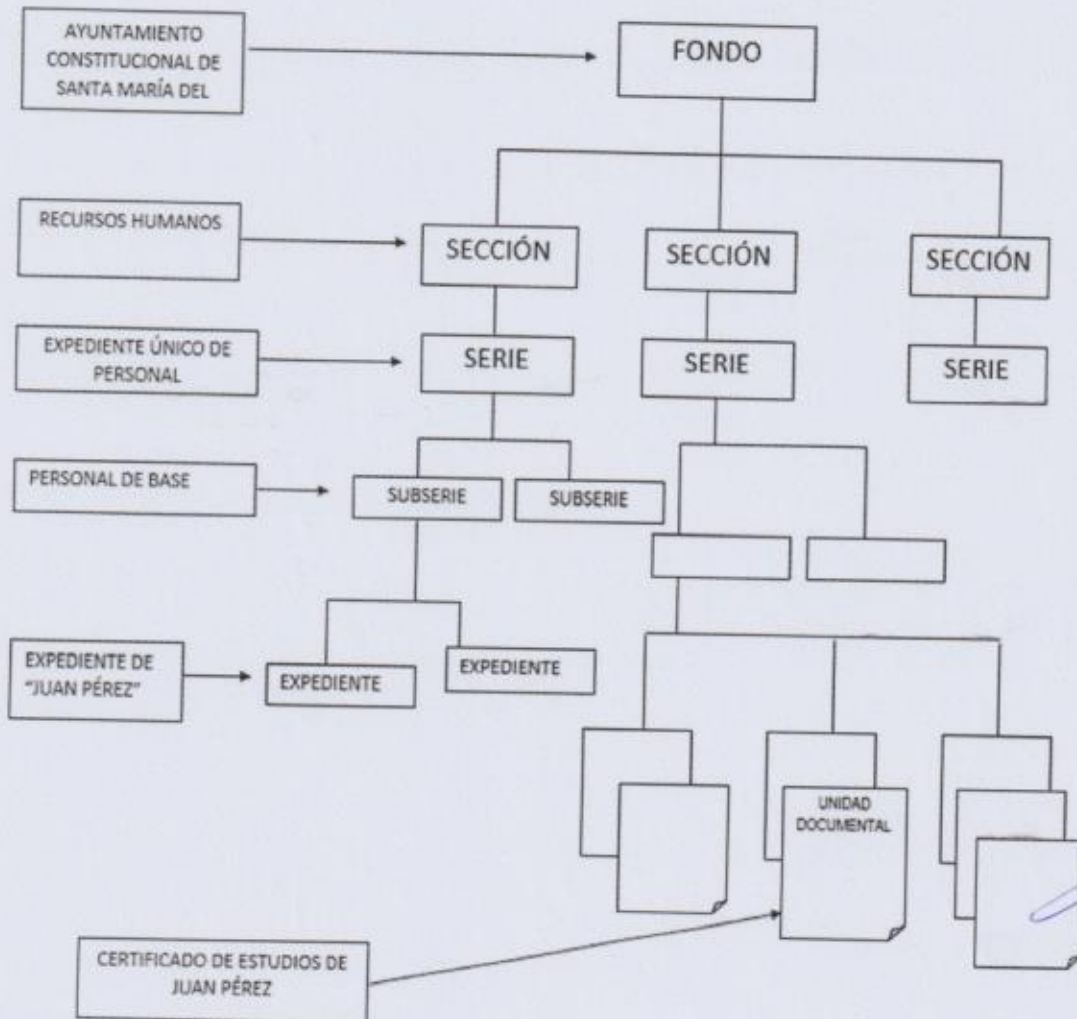 AYUNTAMIENTO
CONSTITUCIONAL DE
SANTA MARÍA DEL
FONDO
RECURSOS HUMANOS
SECCIÓN
SECCIÓN
SECCIÓN
EXPEDIENTE ÚNICO DE
PERSONAL
SERIE
SERIE
SERIE
PERSONAL DE BASE
SUBSERIE
SUBSERIE
EXPEDIENTE DE
"JUAN PÉREZ"
EXPEDIENTE
EXPEDIENTE
UNIDAD
DOCUMENTAL
CERTIFICADO DE ESTUDIOS DE
JUAN PÉREZ